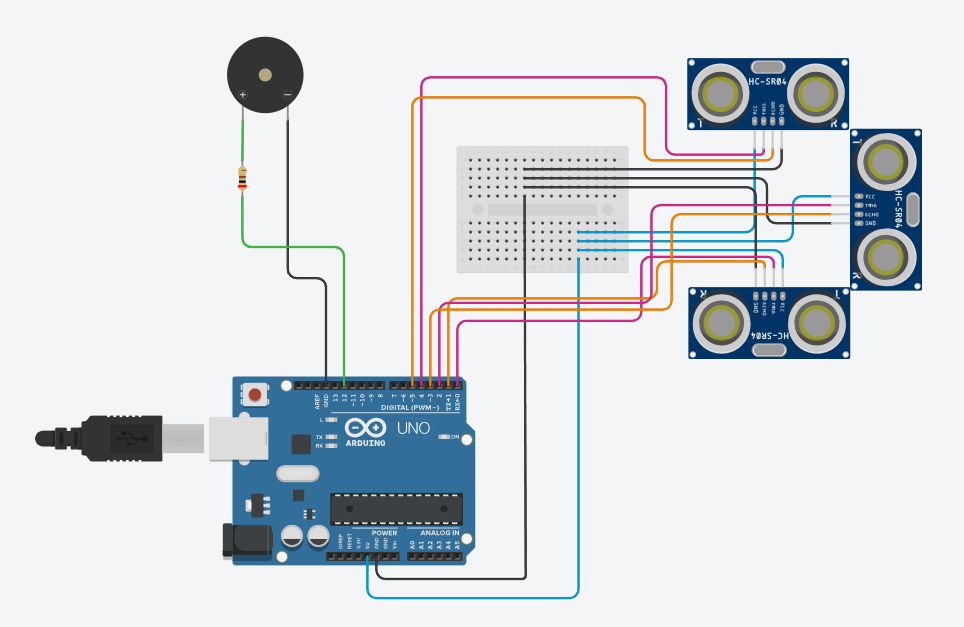 + −
HC-SR04
VCC TRIG ECHO GND
T R
T
VCC
TRIG
ECHO
GND
HC-SR04
R
R T
GND ECHO TRIG VCC
HC-SR04
AREF GND 13 12 ~11 ~10 ~9 8 7 ~6 ~5 4 ~3 2 TX→1 RX←0
DIGITAL (PWM~)
L
TX
RX
UNO
ON
ARDUINO
POWER ANALOG IN
IOREF RESET 3.3V 5V GND GND Vin A0 A1 A2 A3 A4 A5